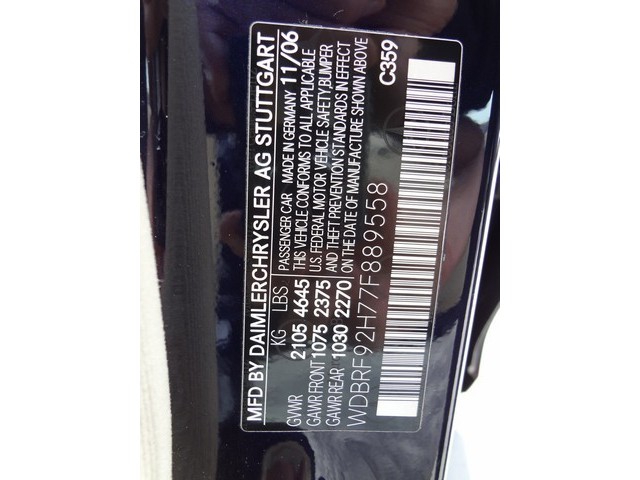 MFD BY DAIMLERCHRYSLER AG STUTTGART
PASSENGER CAR MADE IN GERMANY 11/06
KG LBS
GVWR 2105 4645
GAWR FRONT 1075 2375
GAWR REAR 1030 2270
THIS VEHICLE CONFORMS TO ALL APPLICABLE
U.S. FEDERAL MOTOR VEHICLE SAFETY, BUMPER
AND THEFT PREVENTION STANDARDS IN EFFECT
ON THE DATE OF MANUFACTURE SHOWN ABOVE
WDBRF92H77F889558
C359